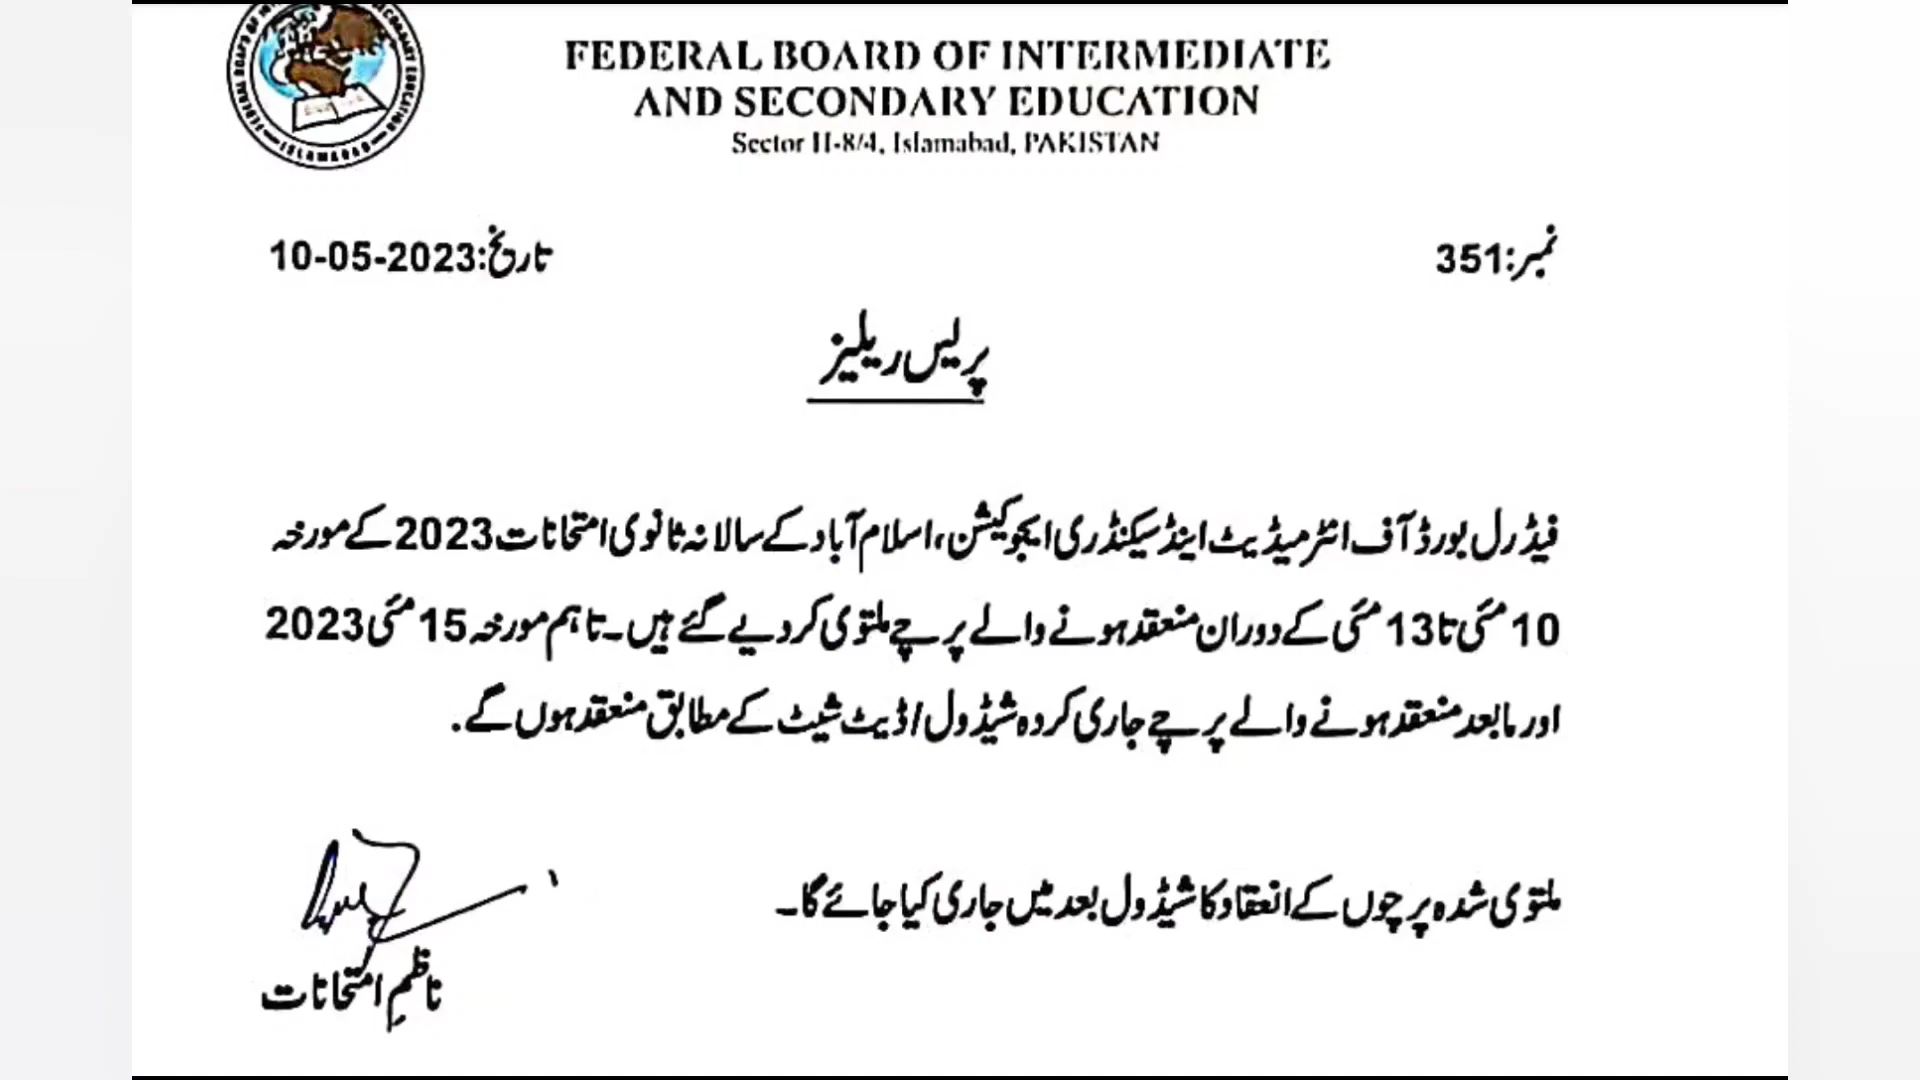 FEDERAL BOARD OF INTERMEDIATE
AND SECONDARY EDUCATION
Sector H-8/4, Islamabad, PAKISTAN
ISLAMABAD
نمبر:351
تاریخ:10-05-2023
پریس ریلیز
فیڈرل بورڈ آف انٹرمیڈیٹ اینڈ سیکنڈری ایجوکیشن، اسلام آباد کے سالانہ ثانوی امتحانات 2023 کے مورخہ
10 مئی تا 13 مئی کے دوران منعقد ہونے والے پرچے ملتوی کر دیے گئے ہیں۔ تاہم مورخہ 15 مئی 2023
اور مابعد منعقد ہونے والے پرچے جاری کردہ شیڈول/ڈیٹ شیٹ کے مطابق منعقد ہوں گے.
ملتوی شدہ پرچوں کے انعقاد کا شیڈول بعد میں جاری کیا جائے گا۔
ناظمِ امتحانات